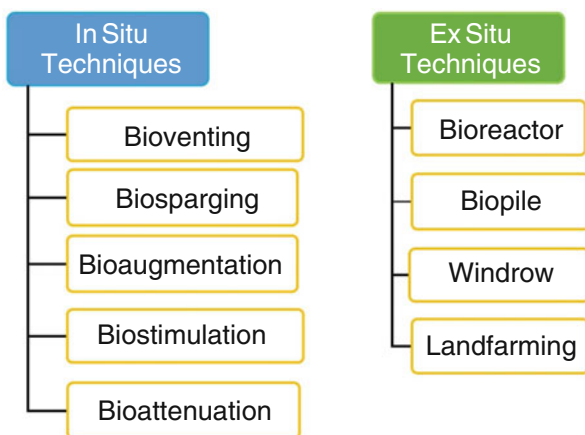 In Situ
Techniques
Bioventing
Biosparging
Bioaugmentation
Biostimulation
Bioattenuation
Ex Situ
Techniques
Bioreactor
Biopile
Windrow
Landfarming